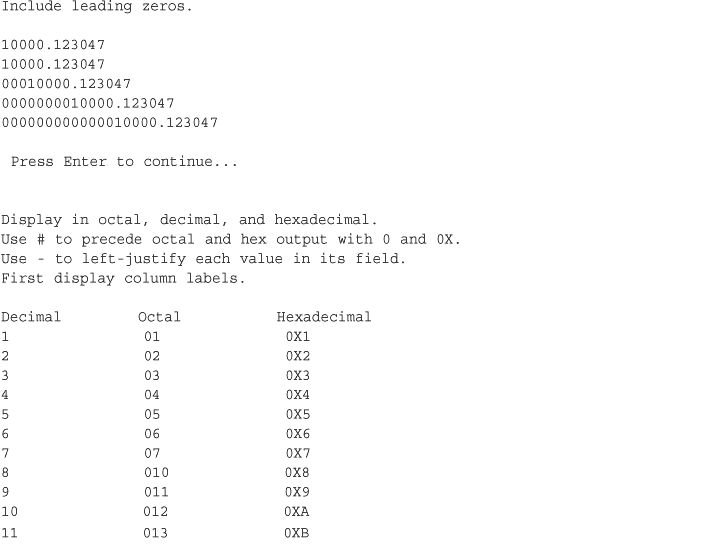 Include leading zeros.
10000.123047
10000.123047
00010000.123047
0000000010000.123047
000000000000010000.123047
Press Enter to continue...
Display in octal, decimal, and hexadecimal.
Use # to precede octal and hex output with 0 and 0X.
Use - to left-justify each value in its field.
First display column labels.
Decimal Octal Hexadecimal
1 01 0X1
2 02 0X2
3 03 0X3
4 04 0X4
5 05 0X5
6 06 0X6
7 07 0X7
8 010 0X8
9 011 0X9
10 012 0XA
11 013 0XB